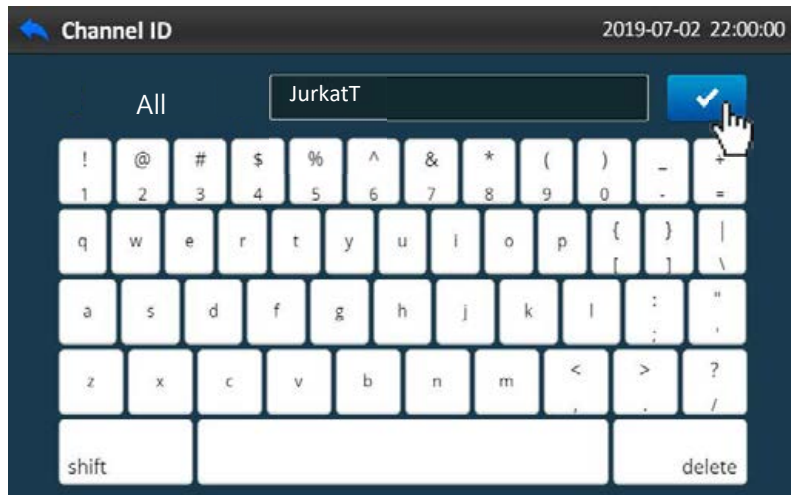 Channel ID 2019-07-02 22:00:00
All JurkatT
! @ # $ % ^ & * ( ) _ +
1 2 3 4 5 6 7 8 9 0 - =
q w e r t y u i o p { } |
[ ] \
a s d f g h j k l : "
; '
z x c v b n m < > ?
, . /
shift delete